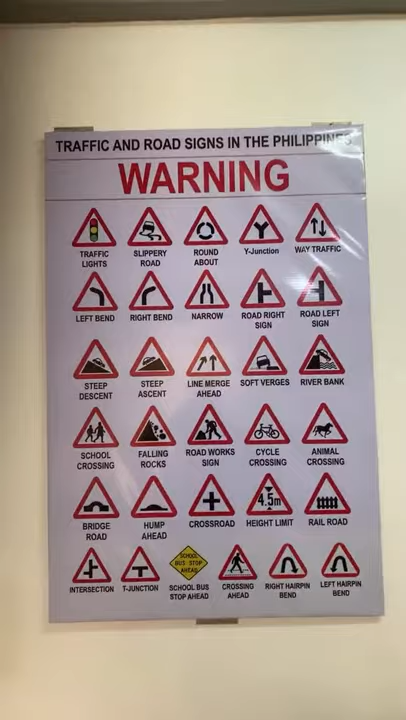 TRAFFIC AND ROAD SIGNS IN THE PHILIPPINES
WARNING
TRAFFIC LIGHTS
SLIPPERY ROAD
ROUND ABOUT
Y-Junction
WAY TRAFFIC
LEFT BEND
RIGHT BEND
NARROW
ROAD RIGHT SIGN
ROAD LEFT SIGN
STEEP DESCENT
STEEP ASCENT
LINE MERGE AHEAD
SOFT VERGES
RIVER BANK
SCHOOL CROSSING
FALLING ROCKS
ROAD WORKS SIGN
CYCLE CROSSING
ANIMAL CROSSING
4.5m
BRIDGE ROAD
HUMP AHEAD
CROSSROAD
HEIGHT LIMIT
RAIL ROAD
SCHOOL
BUS STOP
AHEAD
INTERSECTION
T-JUNCTION
SCHOOL BUS STOP AHEAD
CROSSING AHEAD
RIGHT HAIRPIN BEND
LEFT HAIRPIN BEND